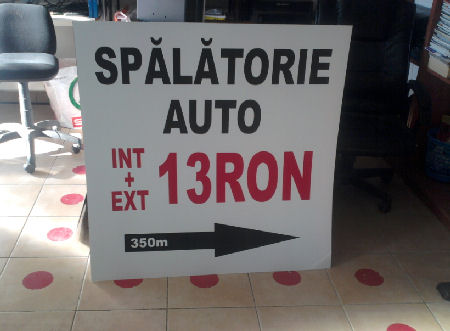 SPĂLĂTORIE
AUTO
INT
+
EXT
13RON
350m